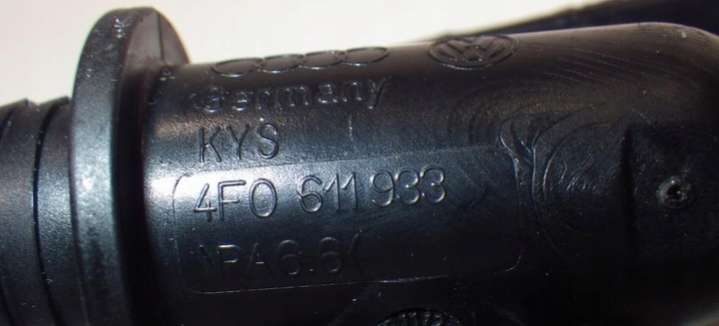 Germany
KYS
4F0 611 933
>PA6.6<